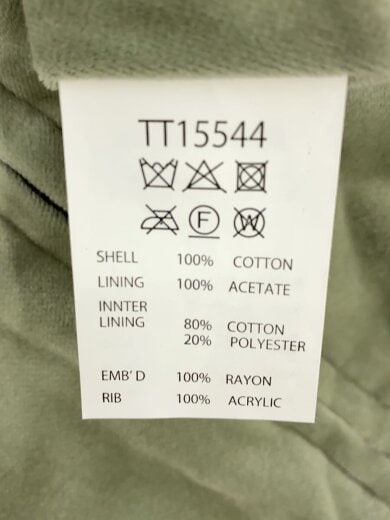 TT15544
F W
SHELL 100% COTTON
LINING 100% ACETATE
INNTER
LINING 80% COTTON
20% POLYESTER
EMB'D 100% RAYON
RIB 100% ACRYLIC